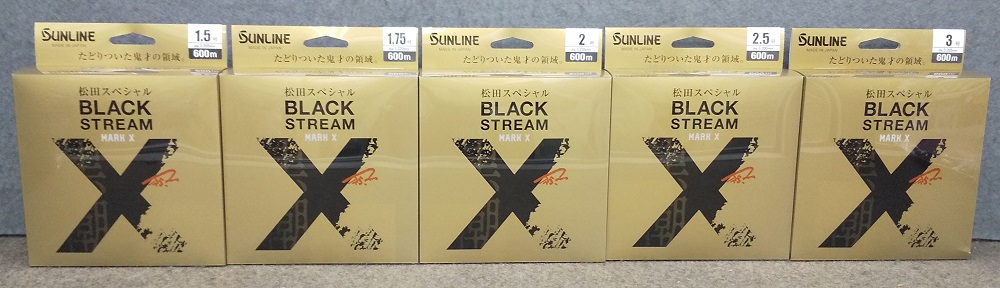 SUNLINE
MADE IN JAPAN
1.5号
600m
たどりついた鬼才の領域。
松田スペシャル
BLACK
STREAM
MARK X
SUNLINE
MADE IN JAPAN
1.75号
600m
たどりついた鬼才の領域。
松田スペシャル
BLACK
STREAM
MARK X
SUNLINE
MADE IN JAPAN
2号
600m
たどりついた鬼才の領域。
松田スペシャル
BLACK
STREAM
MARK X
SUNLINE
MADE IN JAPAN
2.5号
600m
たどりついた鬼才の領域。
松田スペシャル
BLACK
STREAM
MARK X
SUNLINE
MADE IN JAPAN
3号
600m
たどりついた鬼才の領域。
松田スペシャル
BLACK
STREAM
MARK X